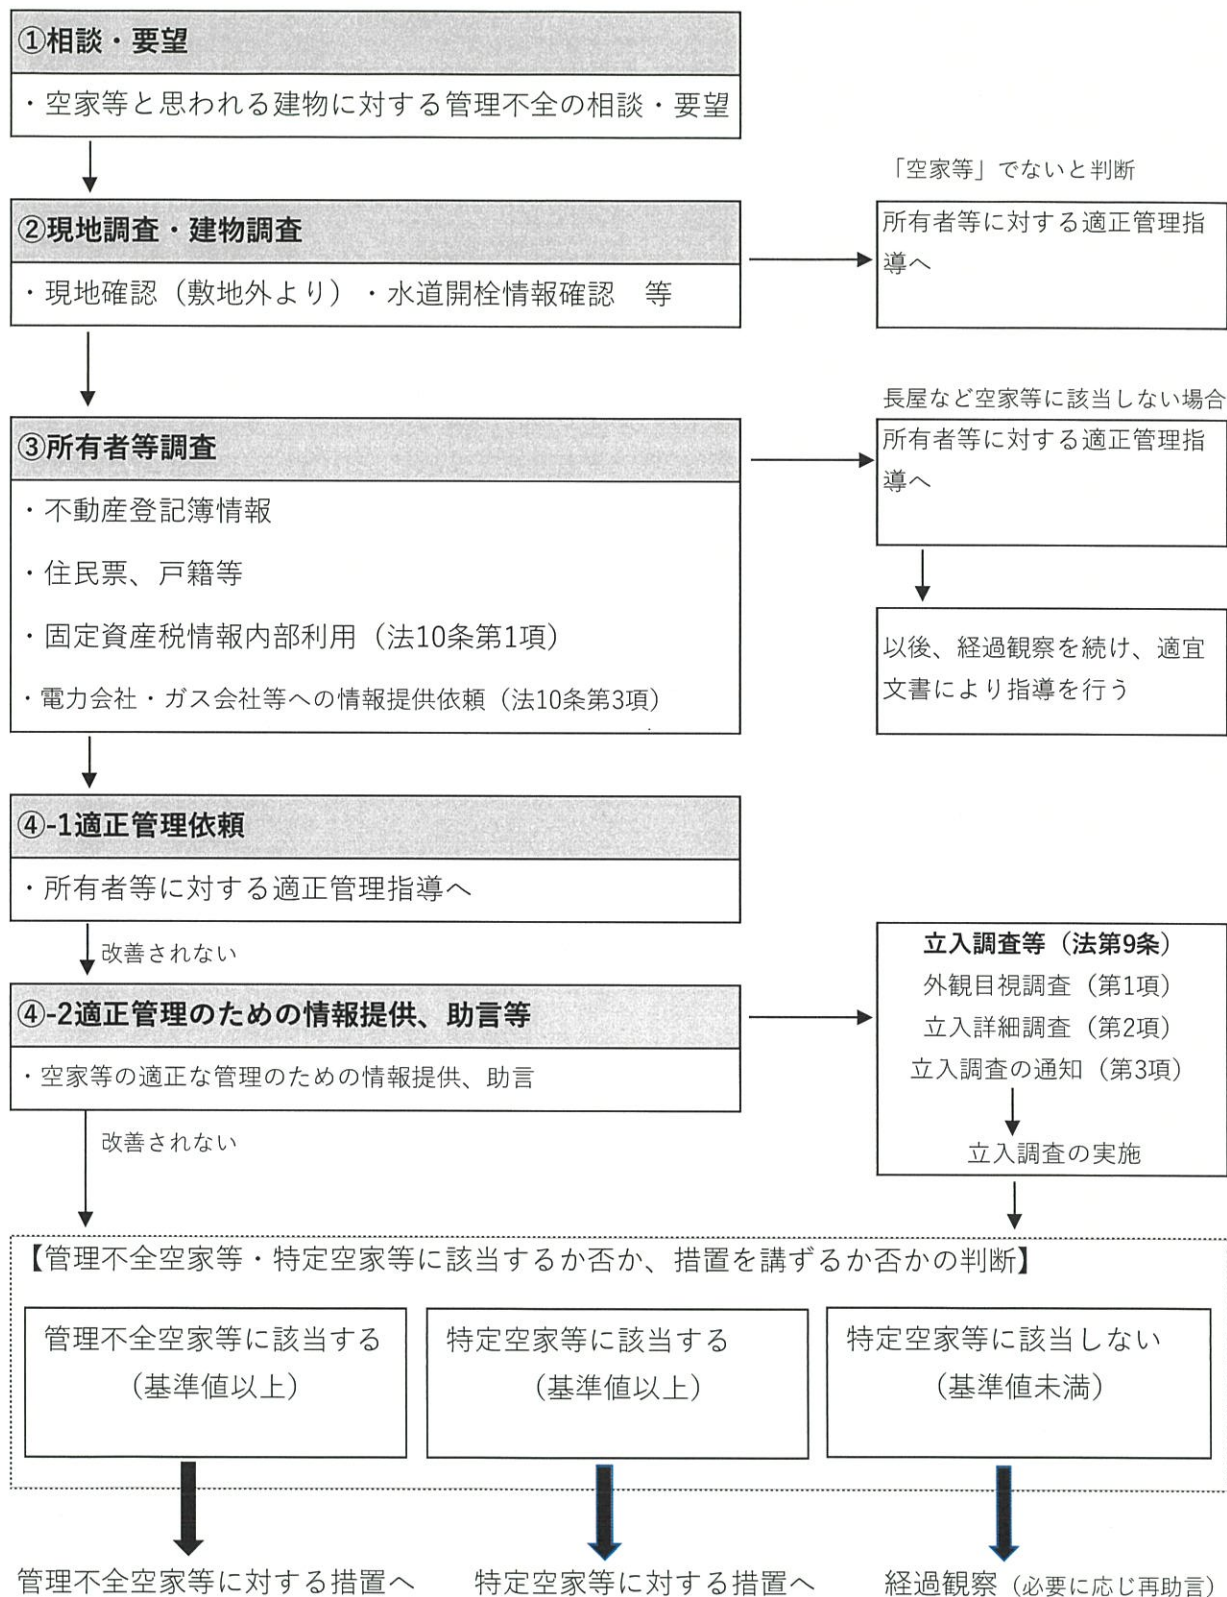 ①相談・要望
・空家等と思われる建物に対する管理不全の相談・要望
「空家等」でないと判断
②現地調査・建物調査
・現地確認（敷地外より）・水道開栓情報確認　等
所有者等に対する適正管理指
導へ
長屋など空家等に該当しない場合
③所有者等調査
・不動産登記簿情報
・住民票、戸籍等
・固定資産税情報内部利用（法10条第1項）
・電力会社・ガス会社等への情報提供依頼（法10条第3項）
所有者等に対する適正管理指
導へ
以後、経過観察を続け、適宜
文書により指導を行う
④-1適正管理依頼
・所有者等に対する適正管理指導へ
改善されない
④-2適正管理のための情報提供、助言等
・空家等の適正な管理のための情報提供、助言
改善されない
立入調査等（法第9条）
外観目視調査（第1項）
立入詳細調査（第2項）
立入調査の通知（第3項）
立入調査の実施
【管理不全空家等・特定空家等に該当するか否か、措置を講ずるか否かの判断】
管理不全空家等に該当する
（基準値以上）
特定空家等に該当する
（基準値以上）
特定空家等に該当しない
（基準値未満）
管理不全空家等に対する措置へ
特定空家等に対する措置へ
経過観察（必要に応じ再助言）